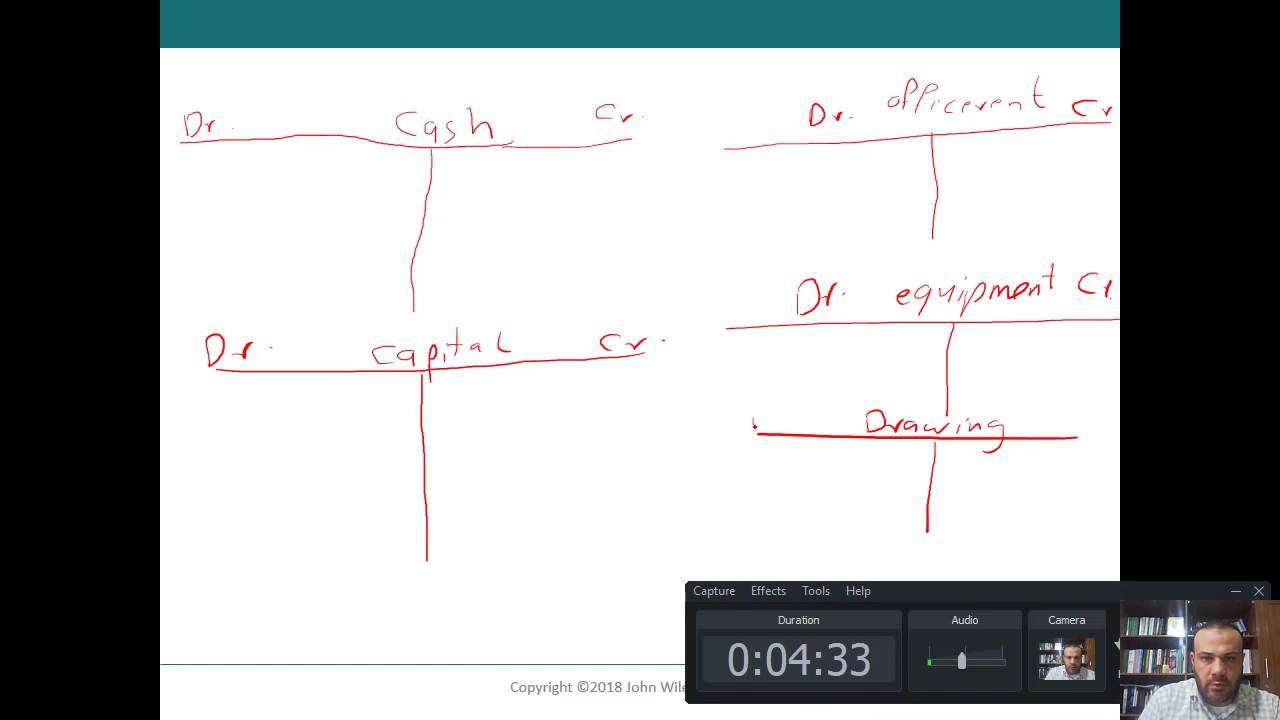 Dr. Cash Cr.
Dr. officerent Cr
Dr. equipment Cr.
Dr. Capital Cr.
Drawing
Capture Effects Tools Help
Duration Audio Camera
0:04:33
Copyright ©2018 John Wile